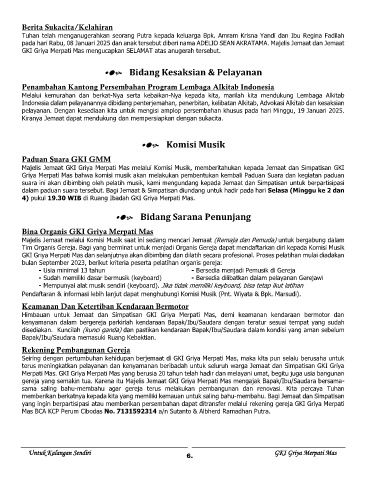 Berita Sukacita/Kelahiran
Tuhan telah menganugerahkan seorang Putra kepada keluarga Bpk. Amram Krisna Yandi dan Ibu Regina Fadilah
pada hari Rabu, 08 Januari 2025 dan anak tersebut diberi nama ADELIO SEAN AKRATAMA. Majelis Jemaat dan Jemaat
GKI Griya Merpati Mas mengucapkan SELAMAT atas anugerah tersebut.
Bidang Kesaksian & Pelayanan
Penambahan Kantong Persembahan Program Lembaga Alkitab Indonesia
Melalui kemurahan dan berkat-Nya serta kebaikan-Nya kepada kita, marilah kita mendukung Lembaga Alkitab
Indonesia dalam pelayanannya dibidang penterjemahan, penerbitan, kelibatan Alkitab, Advokasi Alkitab dan kesaksian
pelayanan. Dengan kesediaan kita untuk mengisi amplop persembahan khusus pada hari Minggu, 19 Januari 2025.
Kiranya Jemaat dapat mendukung dan mempersiapkan dengan sukacita.
Komisi Musik
Paduan Suara GKI GMM
Majelis Jemaat GKI Griya Merpati Mas melalui Komisi Musik, memberitahukan kepada Jemaat dan Simpatisan GKI
Griya Merpati Mas bahwa komisi musik akan melakukan pembentukan kembali Paduan Suara dan kegiatan paduan
suara ini akan dibimbing oleh pelatih musik, kami mengundang kepada Jemaat dan Simpatisan untuk berpartisipasi
dalam paduan suara tersebut. Bagi Jemaat & Simpatisan diundang untuk hadir pada hari Selasa (Minggu ke 2 dan
4) pukul 19.30 WIB di Ruang Ibadah GKI Griya Merpati Mas.
Bidang Sarana Penunjang
Bina Organis GKI Griya Merpati Mas
Majelis Jemaat melalui Komisi Musik saat ini sedang mencari Jemaat (Remaja dan Pemuda) untuk bergabung dalam
Tim Organis Gereja. Bagi yang berminat untuk menjadi Organis Gereja dapat mendaftarkan diri kepada Komisi Musik
GKI Griya Merpati Mas dan selanjutnya akan dibimbing dan dilatih secara profesional. Proses pelatihan mulai diadakan
bulan September 2023, berikut kriteria peserta pelatihan organis gereja:
- Usia minimal 13 tahun - Bersedia menjadi Pemusik di Gereja
- Sudah memiliki dasar bermusik (keyboard) - Bersedia dilibatkan dalam pelayanan Gerejawi
- Mempunyai alat musik sendiri (keyboard). Jika tidak memiliki keyboard, bisa tetap ikut latihan
Pendaftaran & informasi lebih lanjut dapat menghubungi Komisi Musik (Pnt. Wiyata & Bpk. Marsudi).
Keamanan Dan Ketertiban Kendaraan Bermotor
Himbauan untuk Jemaat dan Simpatisan GKI Griya Merpati Mas, demi keamanan kendaraan bermotor dan
kenyamanan dalam bergereja parkirlah kendaraan Bapak/Ibu/Saudara dengan teratur sesuai tempat yang sudah
disediakan. Kuncilah (kunci ganda) dan pastikan kendaraan Bapak/Ibu/Saudara dalam kondisi yang aman sebelum
Bapak/Ibu/Saudara memasuki Ruang Kebaktian.
Rekening Pembangunan Gereja
Seiring dengan pertumbuhan kehidupan berjemaat di GKI Griya Merpati Mas, maka kita pun selalu berusaha untuk
terus meningkatkan pelayanan dan kenyamanan beribadah untuk seluruh warga Jemaat dan Simpatisan GKI Griya
Merpati Mas. GKI Griya Merpati Mas yang berusia 20 tahun telah hadir dan melayani umat, begitu juga usia bangunan
gereja yang semakin tua. Karena itu Majelis Jemaat GKI Griya Merpati Mas mengajak Bapak/Ibu/Saudara bersama-
sama saling bahu-membahu agar gereja terus melakukan pembangunan dan renovasi. Kita percaya Tuhan
memberikan berkatnya kepada kita yang memiliki kemauan untuk saling bahu-membahu. Bagi Jemaat dan Simpatisan
yang ingin berpartisipasi atau memberikan persembahan dapat ditransfer melalui rekening gereja GKI Griya Merpati
Mas BCA KCP Perum Cibodas No. 7131592314 a/n Sutanto & Albherd Ramadhan Putra.
Untuk Kalangan Sendiri 6. GKI Griya Merpati Mas